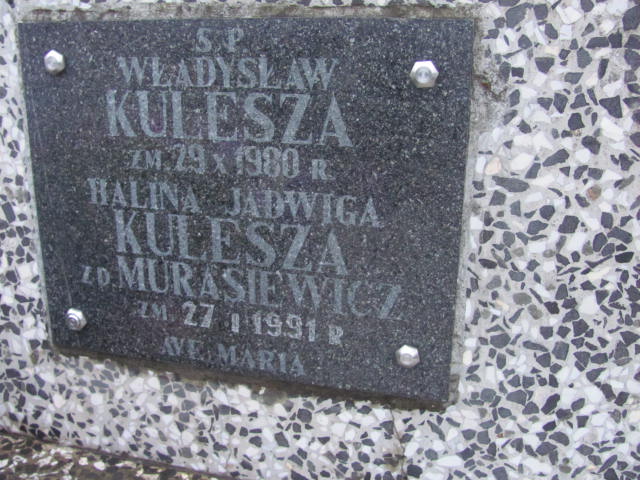 S.P.
WŁADYSŁAW
KULESZA
ZM. 29 X 1980 R.
HALINA JADWIGA
KULESZA
Z D. MURASIEWICZ
ZM. 27 I 1991 R
AVE MARIA